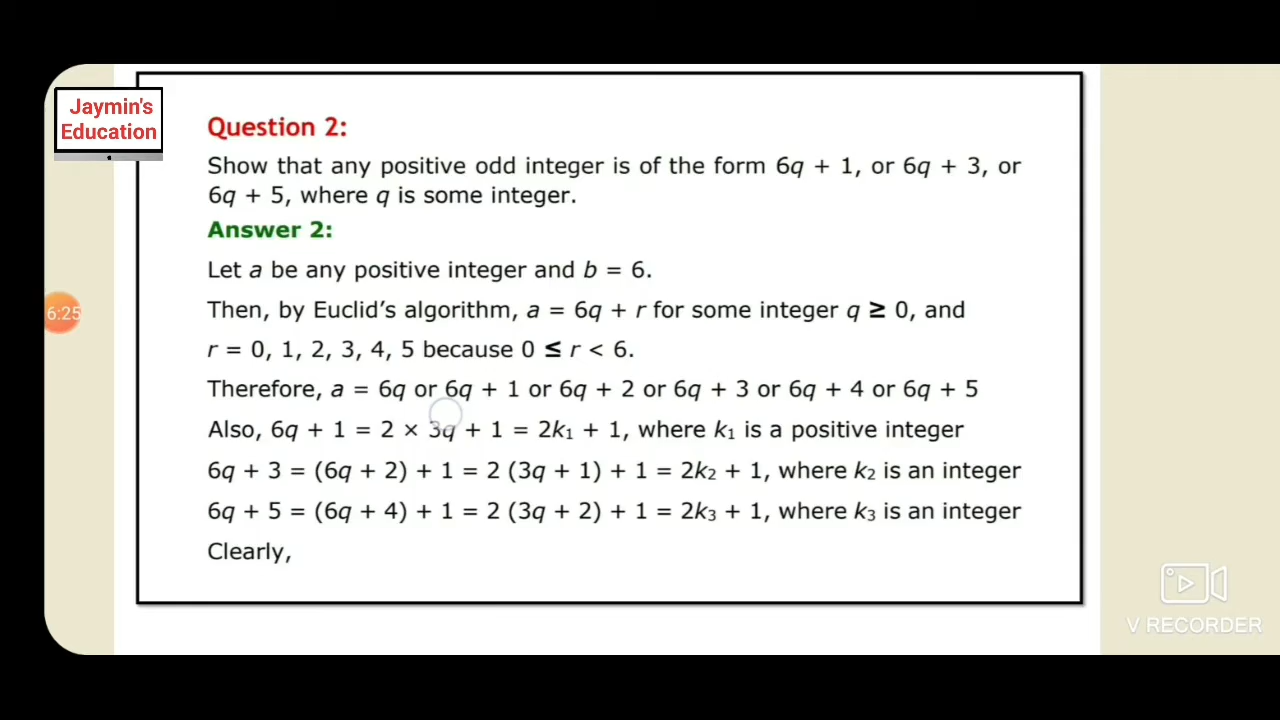 Jaymin's
Education
Question 2:
Show that any positive odd integer is of the form 6q + 1, or 6q + 3, or
6q + 5, where q is some integer.
Answer 2:
Let a be any positive integer and b = 6.
Then, by Euclid’s algorithm, a = 6q + r for some integer q ≥ 0, and
r = 0, 1, 2, 3, 4, 5 because 0 ≤ r < 6.
Therefore, a = 6q or 6q + 1 or 6q + 2 or 6q + 3 or 6q + 4 or 6q + 5
Also, 6q + 1 = 2 × 3q + 1 = 2k₁ + 1, where k₁ is a positive integer
6q + 3 = (6q + 2) + 1 = 2 (3q + 1) + 1 = 2k₂ + 1, where k₂ is an integer
6q + 5 = (6q + 4) + 1 = 2 (3q + 2) + 1 = 2k₃ + 1, where k₃ is an integer
Clearly,
6:25
V RECORDER